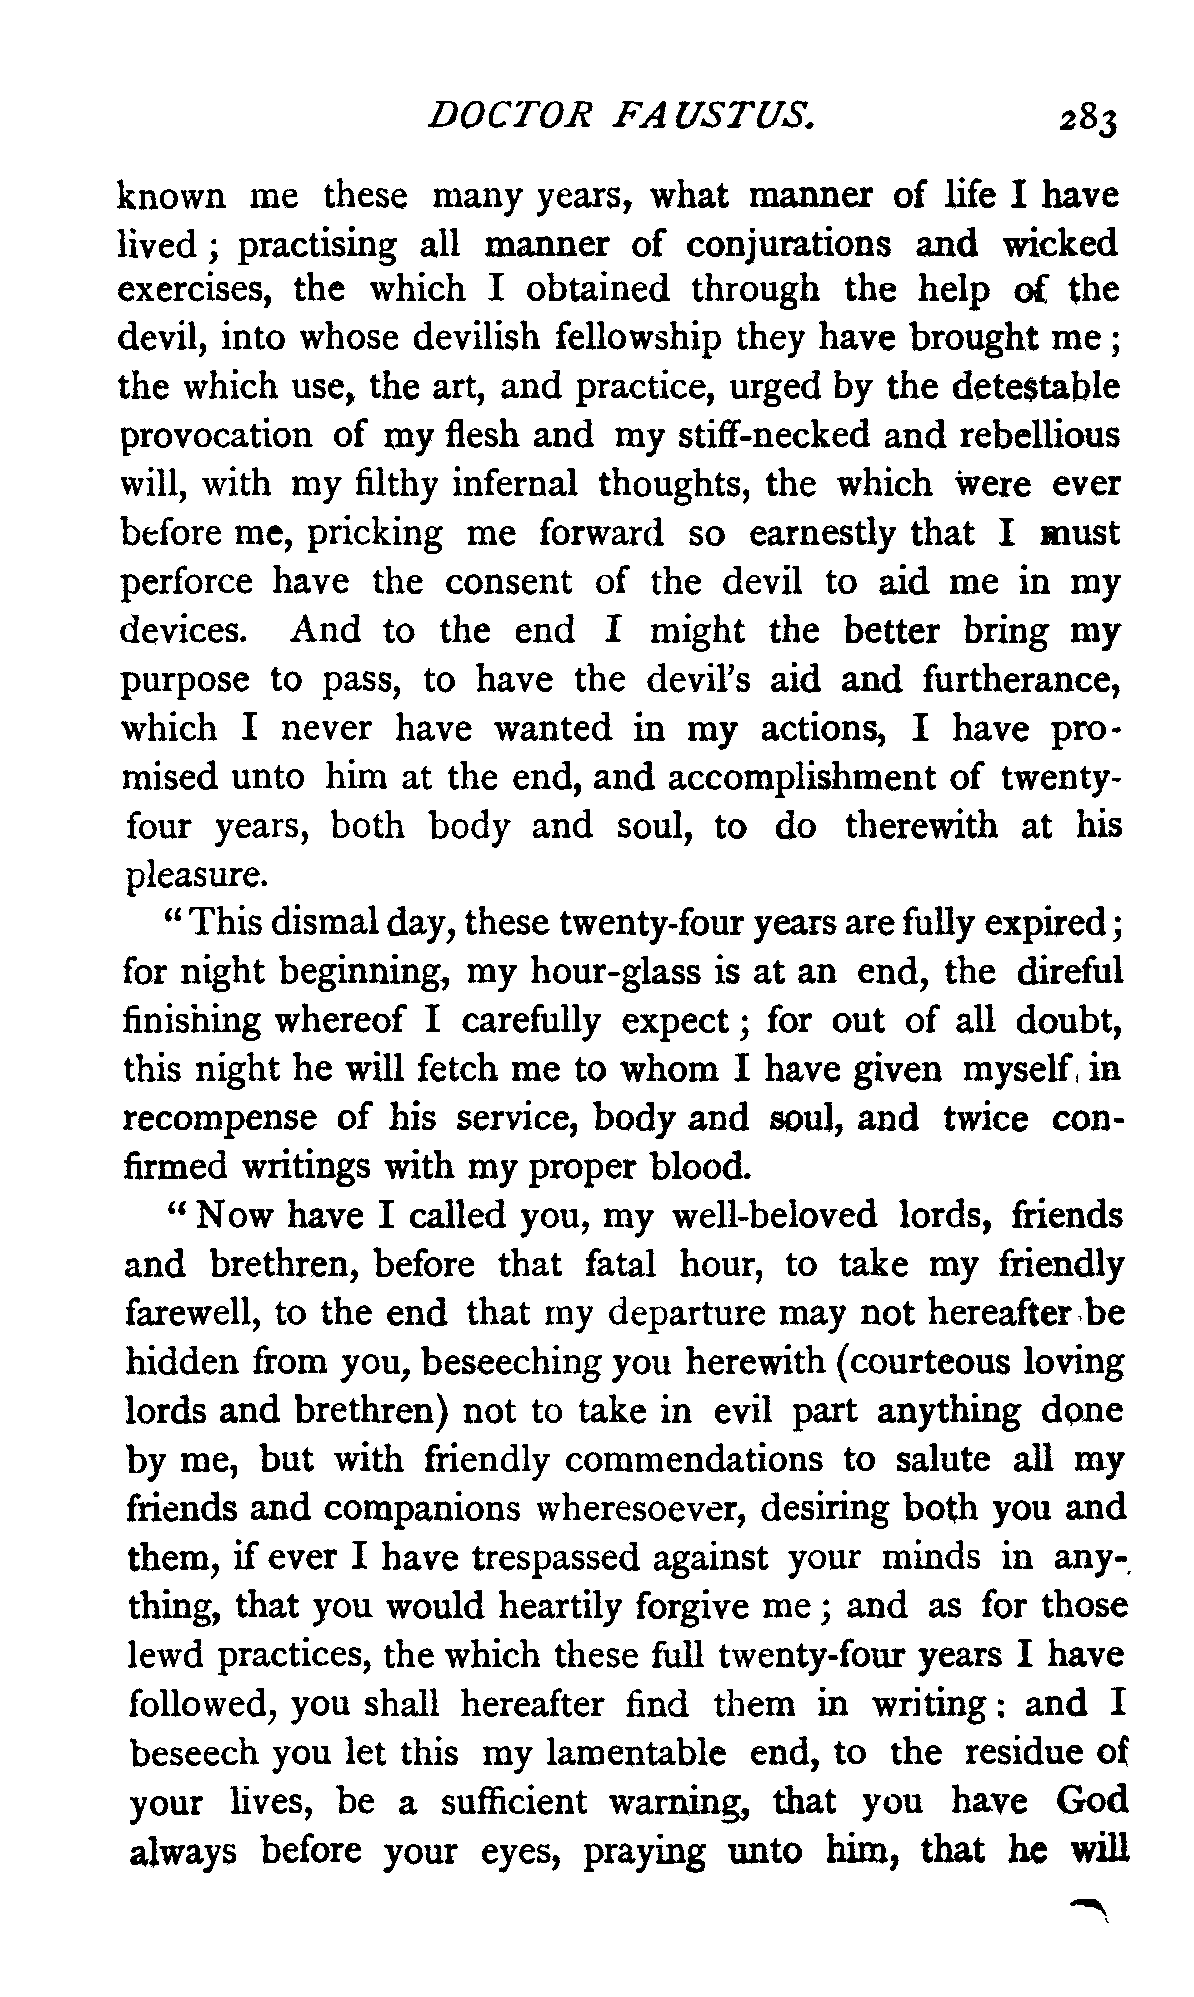 DOCTOR FAUSTUS. 283
known me these many years, what manner of life I have
lived ; practising all manner of conjurations and wicked
exercises, the which I obtained through the help of the
devil, into whose devilish fellowship they have brought me ;
the which use, the art, and practice, urged by the detestable
provocation of my flesh and my stiff-necked and rebellious
will, with my filthy infernal thoughts, the which were ever
before me, pricking me forward so earnestly that I must
perforce have the consent of the devil to aid me in my
devices. And to the end I might the better bring my
purpose to pass, to have the devil's aid and furtherance,
which I never have wanted in my actions, I have pro-
mised unto him at the end, and accomplishment of twenty-
four years, both body and soul, to do therewith at his
pleasure.
" This dismal day, these twenty-four years are fully expired ;
for night beginning, my hour-glass is at an end, the direful
finishing whereof I carefully expect ; for out of all doubt,
this night he will fetch me to whom I have given myself, in
recompense of his service, body and soul, and twice con-
firmed writings with my proper blood.
" Now have I called you, my well-beloved lords, friends
and brethren, before that fatal hour, to take my friendly
farewell, to the end that my departure may not hereafter be
hidden from you, beseeching you herewith (courteous loving
lords and brethren) not to take in evil part anything done
by me, but with friendly commendations to salute all my
friends and companions wheresoever, desiring both you and
them, if ever I have trespassed against your minds in any-
thing, that you would heartily forgive me ; and as for those
lewd practices, the which these full twenty-four years I have
followed, you shall hereafter find them in writing : and I
beseech you let this my lamentable end, to the residue of
your lives, be a sufficient warning, that you have God
always before your eyes, praying unto him, that he will